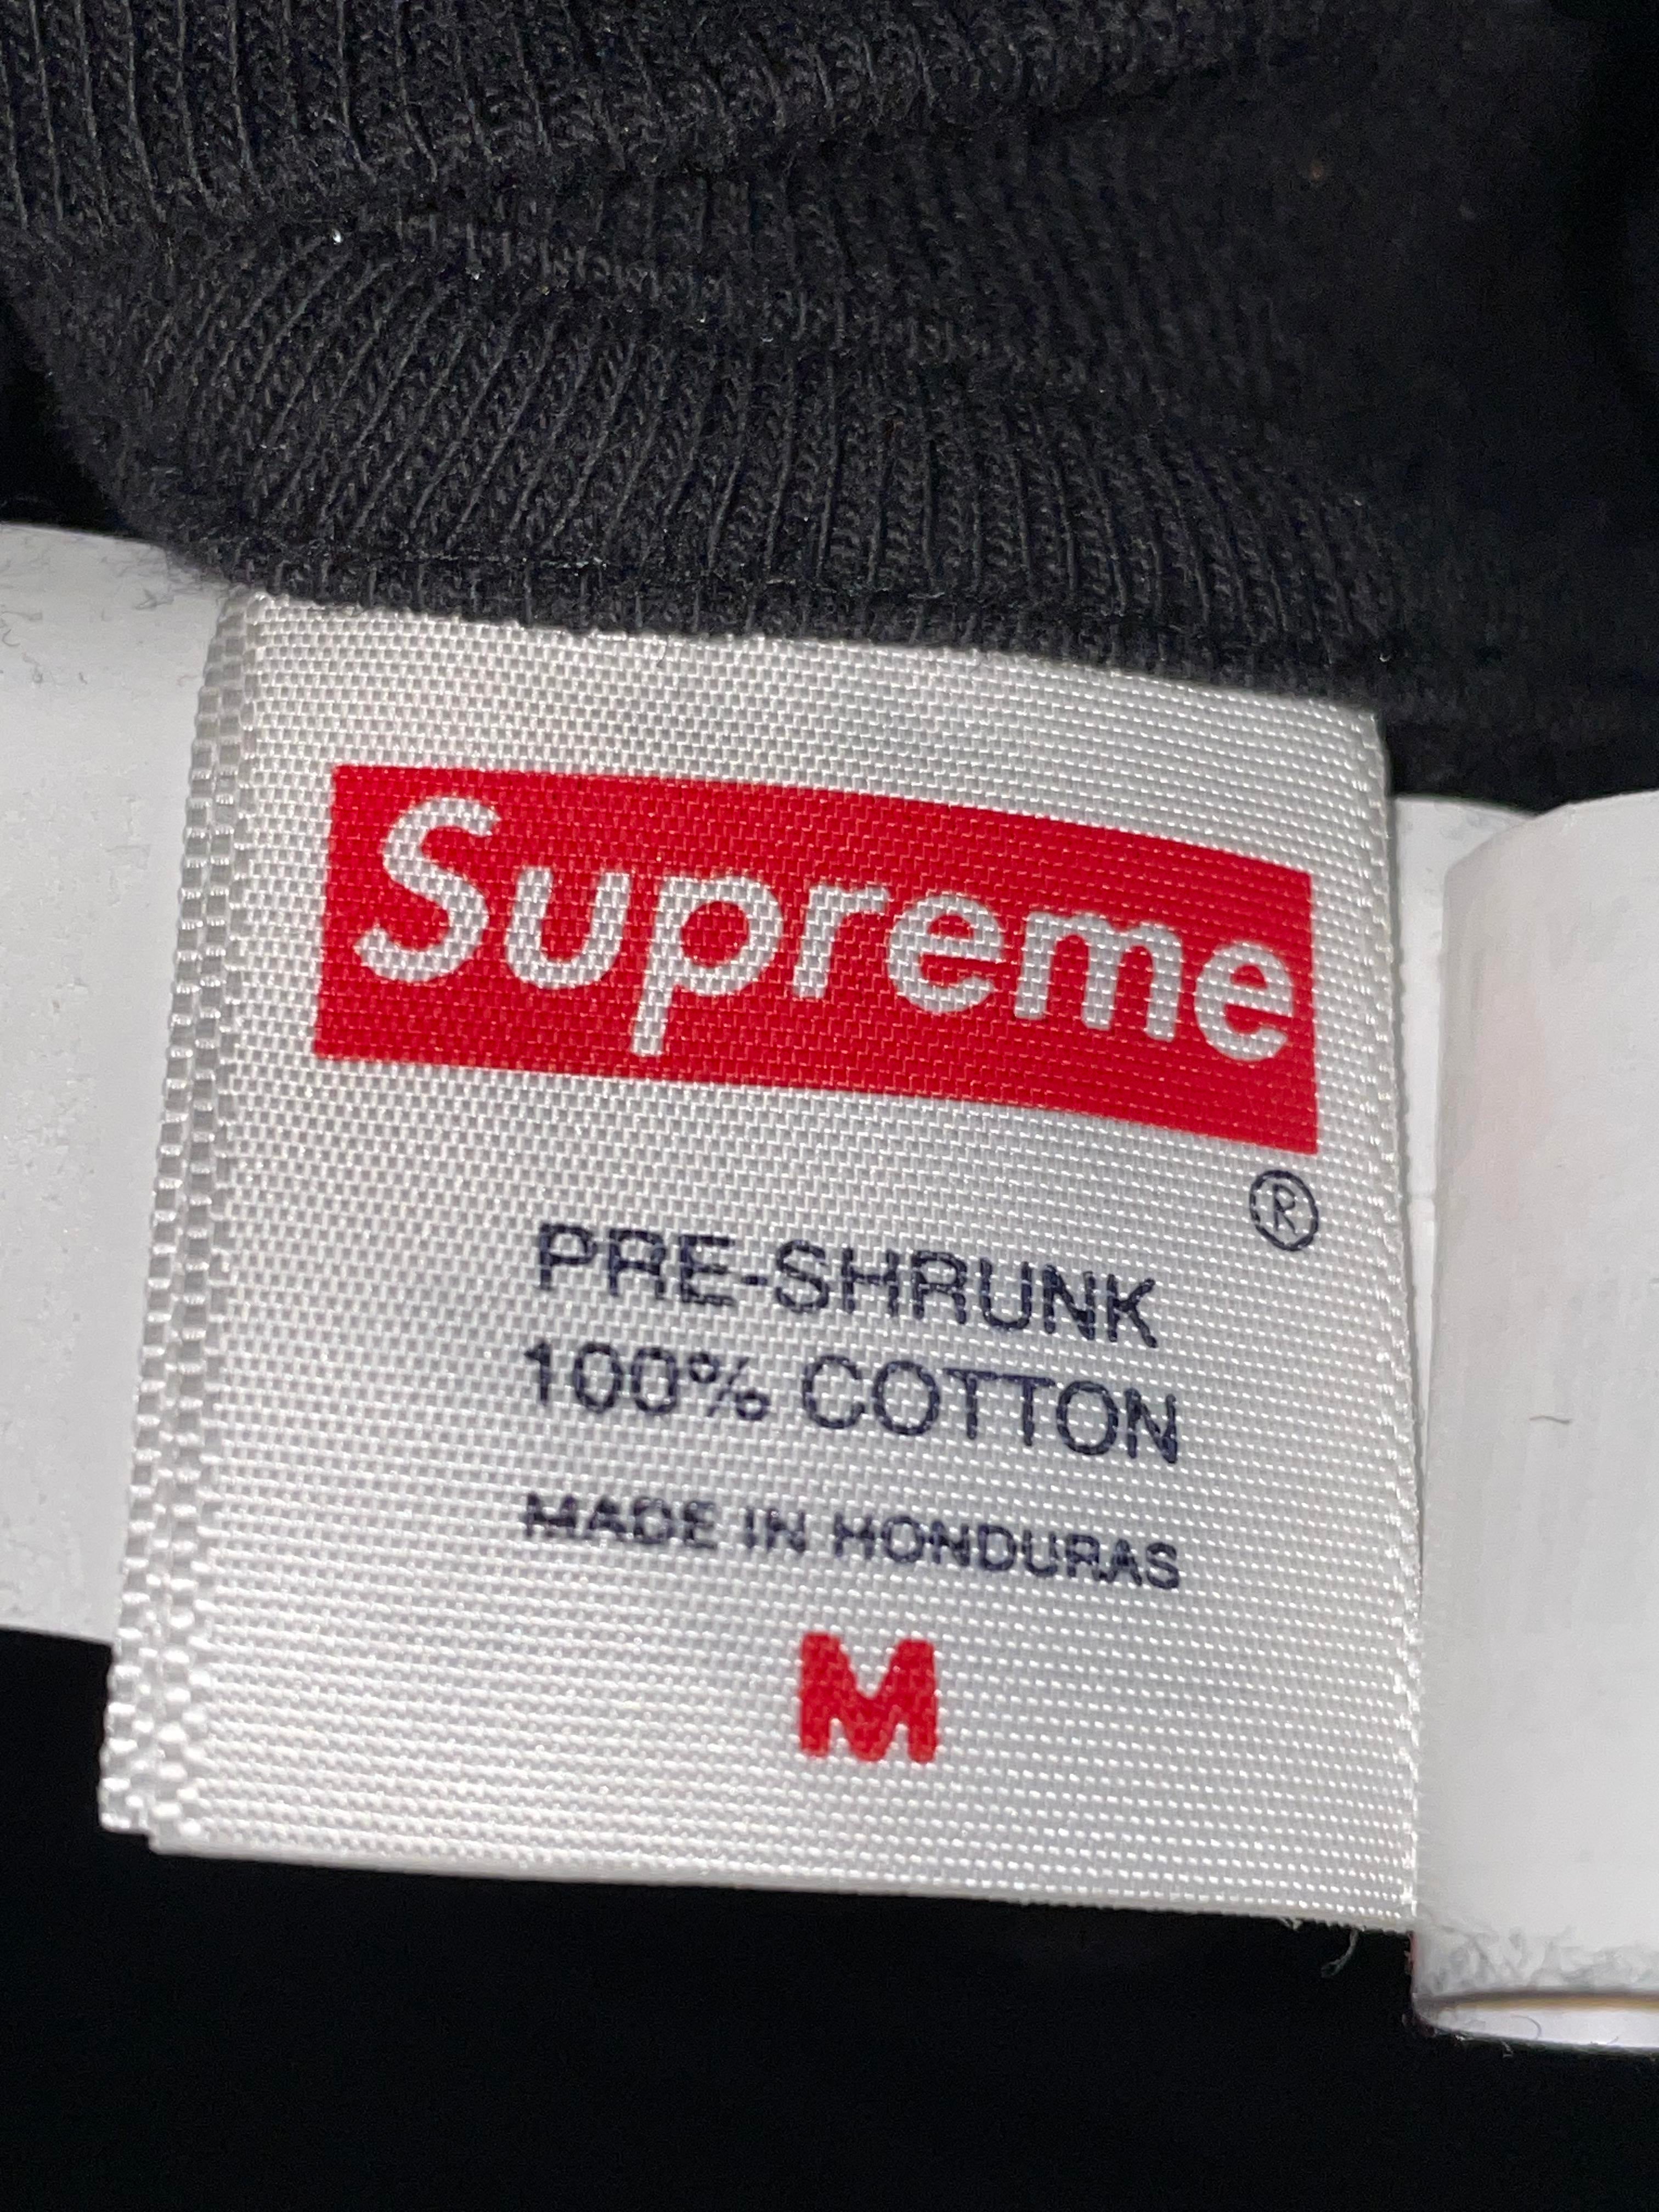 Supreme
®
PRE-SHRUNK
100% COTTON
MADE IN HONDURAS
M